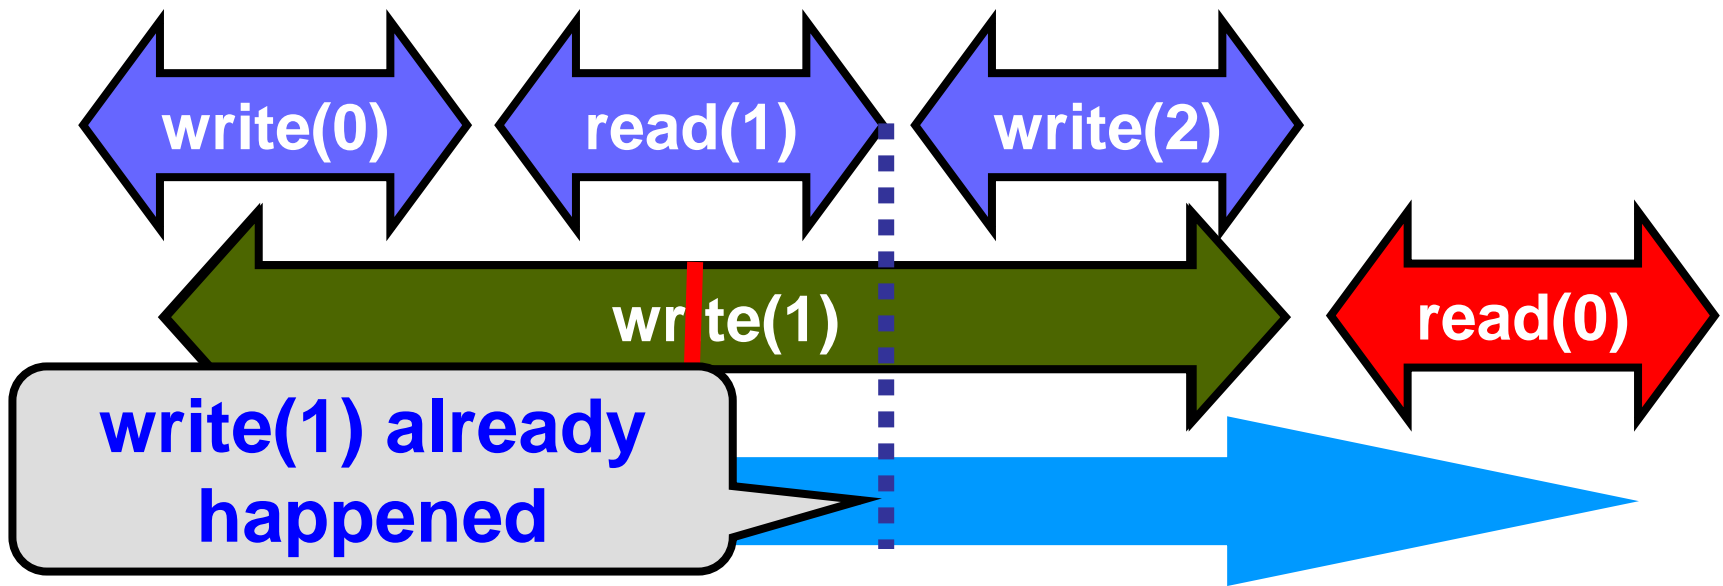 write(0)
read(1)
write(2)
write(1)
read(0)
write(1) already
happened